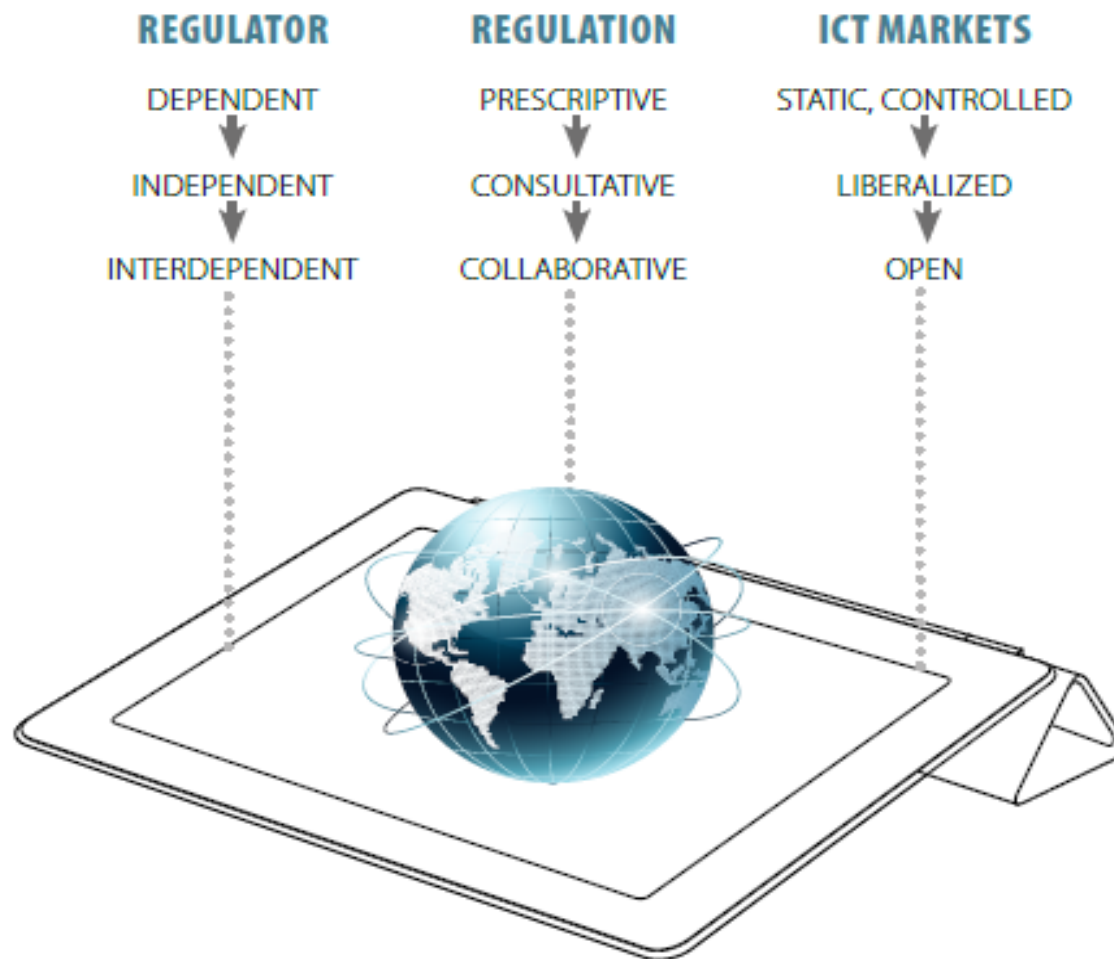 REGULATOR REGULATION ICT MARKETS
DEPENDENT PRESCRIPTIVE STATIC, CONTROLLED
INDEPENDENT CONSULTATIVE LIBERALIZED
INTERDEPENDENT COLLABORATIVE OPEN